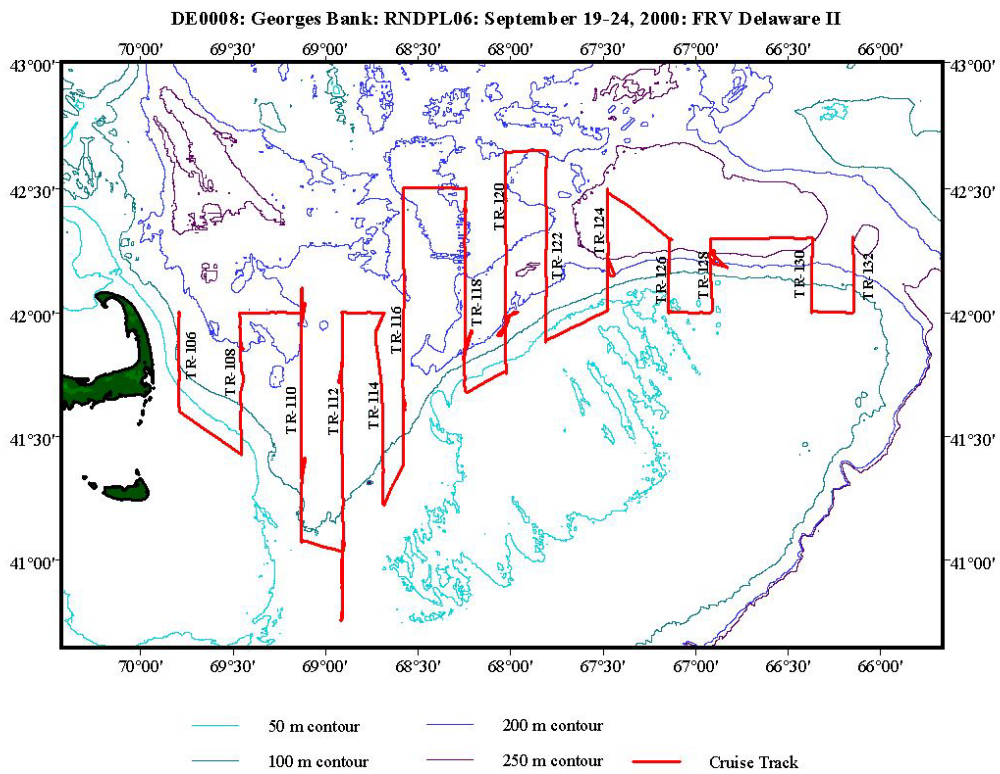 DE0008: Georges Bank: RNDPL06: September 19-24, 2000: FRV Delaware II
70°00' 69°30' 69°00' 68°30' 68°00' 67°30' 67°00' 66°30' 66°00'
43°00' 43°00'
42°30' 42°30'
42°00' 42°00'
41°30' 41°30'
41°00' 41°00'
TR-106
TR-108
TR-110
TR-112
TR-114
TR-116
TR-118
TR-120
TR-122
TR-124
TR-126
TR-128
TR-130
TR-132
70°00' 69°30' 69°00' 68°30' 68°00' 67°30' 67°00' 66°30' 66°00'
50 m contour 200 m contour
100 m contour 250 m contour Cruise Track